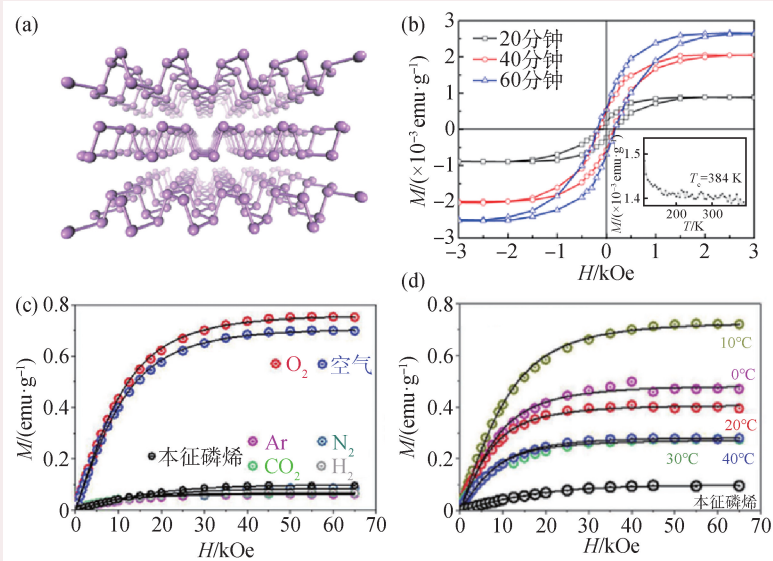 (a)
(b)
3
2
1
0
−1
−2
−3
M/(×10⁻³ emu·g⁻¹)
20分钟
40分钟
60分钟
1.5
1.4
M/(×10⁻³ emu·g⁻¹)
T_c=384 K
200 300
T/K
−3 −2 −1 0 1 2 3
H/kOe
(c)
0.8
0.6
0.4
0.2
0
M/(emu·g⁻¹)
O₂ 空气
Ar N₂
本征磷烯
CO₂ H₂
0 10 20 30 40 50 60 70
H/kOe
(d)
0.8
0.6
0.4
0.2
0
M/(emu·g⁻¹)
10℃
0℃
20℃
30℃ 40℃
本征磷烯
0 10 20 30 40 50 60 70
H/kOe